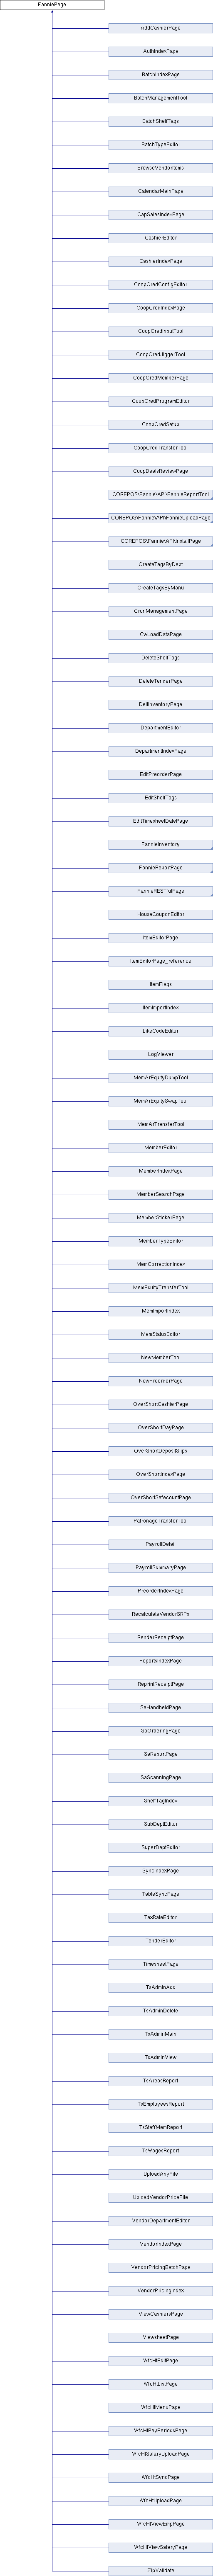 FanniePage
AddCashierPage
AuthIndexPage
BatchIndexPage
BatchManagementTool
BatchShelfTags
BatchTypeEditor
BrowseVendorItems
CalendarMainPage
CapSalesIndexPage
CashierEditor
CashierIndexPage
CoopCredConfigEditor
CoopCredIndexPage
CoopCredInputTool
CoopCredJiggerTool
CoopCredMemberPage
CoopCredProgramEditor
CoopCredSetup
CoopCredTransferTool
CoopDealsReviewPage
COREPOS\Fannie\API\FannieReportTool
COREPOS\Fannie\API\FannieUploadPage
COREPOS\Fannie\API\InstallPage
CreateTagsByDept
CreateTagsByManu
CronManagementPage
CwLoadDataPage
DeleteShelfTags
DeleteTenderPage
DeliInventoryPage
DepartmentEditor
DepartmentIndexPage
EditPreorderPage
EditShelfTags
EditTimesheetDatePage
FannieInventory
FannieReportPage
FannieRESTfulPage
HouseCouponEditor
ItemEditorPage
ItemEditorPage_reference
ItemFlags
ItemImportIndex
LikeCodeEditor
LogViewer
MemArEquityDumpTool
MemArEquitySwapTool
MemArTransferTool
MemberEditor
MemberIndexPage
MemberSearchPage
MemberStickerPage
MemberTypeEditor
MemCorrectionIndex
MemEquityTransferTool
MemImportIndex
MemStatusEditor
NewMemberTool
NewPreorderPage
OverShortCashierPage
OverShortDayPage
OverShortDepositSlips
OverShortIndexPage
OverShortSafecountPage
PatronageTransferTool
PayrollDetail
PayrollSummaryPage
PreorderIndexPage
RecalculateVendorSRPs
RenderReceiptPage
ReportsIndexPage
ReprintReceiptPage
SaHandheldPage
SaOrderingPage
SaReportPage
SaScanningPage
ShelfTagIndex
SubDeptEditor
SuperDeptEditor
SyncIndexPage
TableSyncPage
TaxRateEditor
TenderEditor
TimesheetPage
TsAdminAdd
TsAdminDelete
TsAdminMain
TsAdminView
TsAreasReport
TsEmployeesReport
TsStaffMemReport
TsWagesReport
UploadAnyFile
UploadVendorPriceFile
VendorDepartmentEditor
VendorIndexPage
VendorPricingBatchPage
VendorPricingIndex
ViewCashiersPage
ViewsheetPage
WfcHtEditPage
WfcHtListPage
WfcHtMenuPage
WfcHtPayPeriodsPage
WfcHtSalaryUploadPage
WfcHtSyncPage
WfcHtUploadPage
WfcHtViewEmpPage
WfcHtViewSalaryPage
ZipValidate